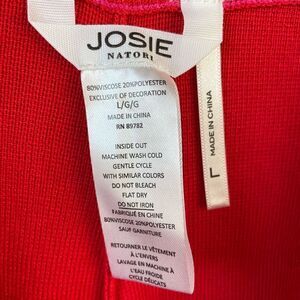 JOSIE
NATORI
80%VISCOSE 20%POLYESTER
EXCLUSIVE OF DECORATION
L/G/G
MADE IN CHINA
RN 89782
INSIDE OUT
MACHINE WASH COLD
GENTLE CYCLE
WITH SIMILAR COLORS
DO NOT BLEACH
FLAT DRY
DO NOT IRON
FABRIQUÉ EN CHINE
80%VISCOSE 20%POLYESTER
SAUF GARNITURE
RETOURNER LE VÊTEMENT
À L'ENVERS
LAVAGE EN MACHINE À
L'EAU FROIDE
CYCLE DÉLICAT
MADE IN CHINA
L